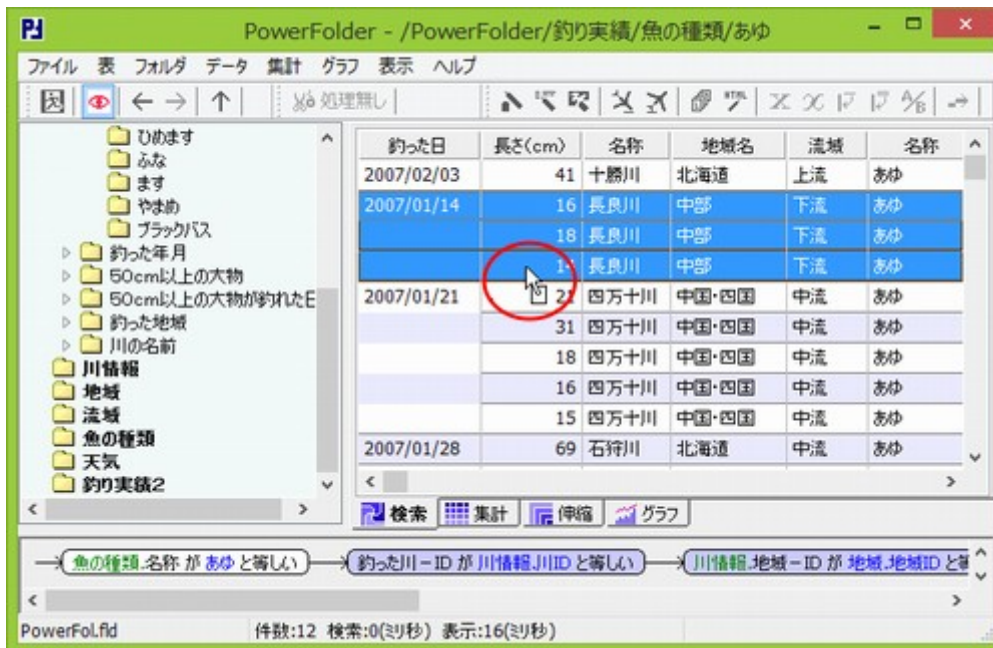 PowerFolder - /PowerFolder/釣り実績/魚の種類/あゆ
ファイル 表 フォルダ データ 集計 グラフ 表示 ヘルプ
処理無し
ひめます
ふな
ます
やまめ
ブラックバス
釣った年月
50cm以上の大物
50cm以上の大物が釣れたE
釣った地域
川の名前
川情報
地域
流域
魚の種類
天気
釣り実績2
釣った日 長さ(cm) 名称 地域名 流域 名称
2007/02/03 41 十勝川 北海道 上流 あゆ
2007/01/14 16 長良川 中部 下流 あゆ
18 長良川 中部 下流 あゆ
14 長良川 中部 下流 あゆ
2007/01/21 21 四万十川 中国・四国 中流 あゆ
31 四万十川 中国・四国 中流 あゆ
18 四万十川 中国・四国 中流 あゆ
16 四万十川 中国・四国 中流 あゆ
15 四万十川 中国・四国 中流 あゆ
2007/01/28 69 石狩川 北海道 中流 あゆ
検索 集計 伸縮 グラフ
魚の種類.名称 が あゆ と等しい 釣った川-ID が 川情報.川ID と等しい 川情報.地域-ID が 地域.地域ID と等
PowerFol.fld 件数:12 検索:0(ミリ秒) 表示:16(ミリ秒)